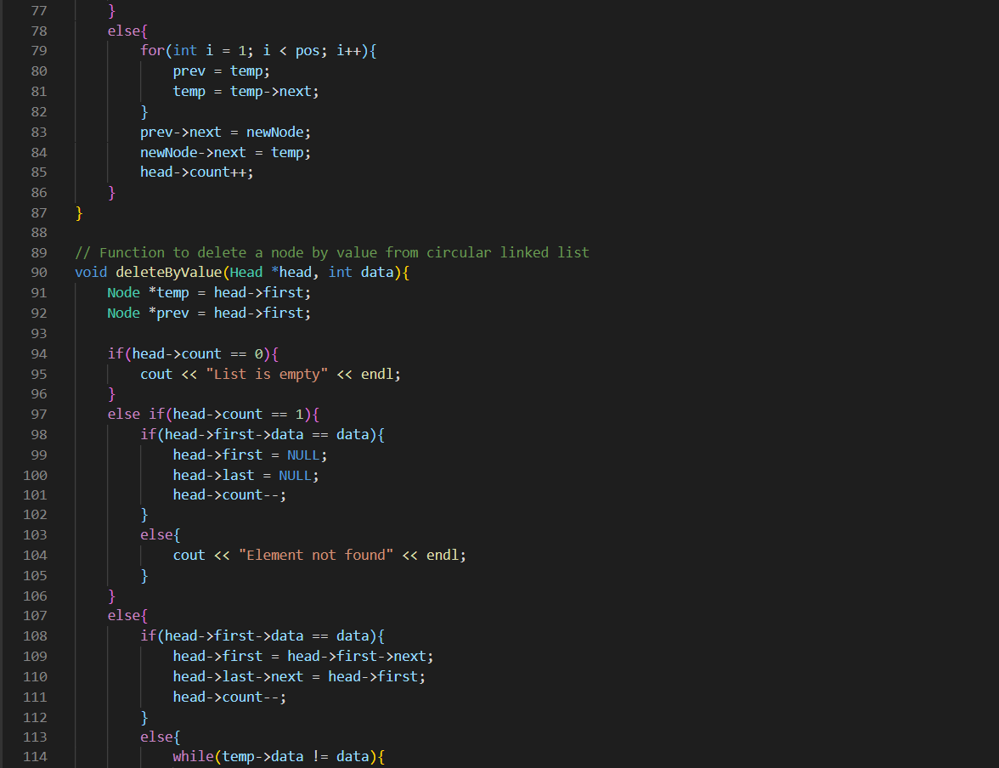 77 }
78 else{
79 for(int i = 1; i < pos; i++){
80 prev = temp;
81 temp = temp->next;
82 }
83 prev->next = newNode;
84 newNode->next = temp;
85 head->count++;
86 }
87 }
88
89 // Function to delete a node by value from circular linked list
90 void deleteByValue(Head *head, int data){
91 Node *temp = head->first;
92 Node *prev = head->first;
93
94 if(head->count == 0){
95 cout << "List is empty" << endl;
96 }
97 else if(head->count == 1){
98 if(head->first->data == data){
99 head->first = NULL;
100 head->last = NULL;
101 head->count--;
102 }
103 else{
104 cout << "Element not found" << endl;
105 }
106 }
107 else{
108 if(head->first->data == data){
109 head->first = head->first->next;
110 head->last->next = head->first;
111 head->count--;
112 }
113 else{
114 while(temp->data != data){